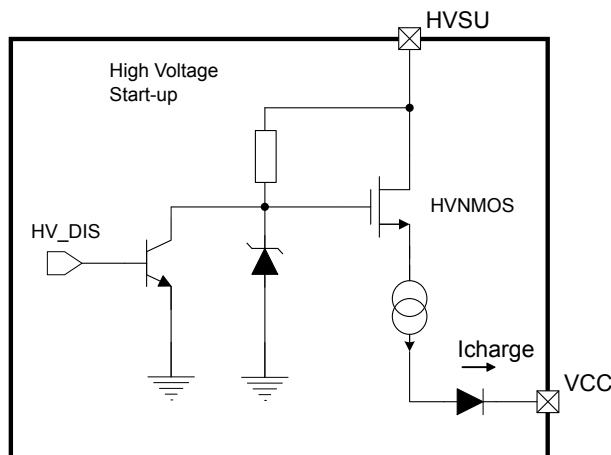 HVSU
High Voltage
Start-up
HVNMOS
HV_DIS
Icharge
VCC